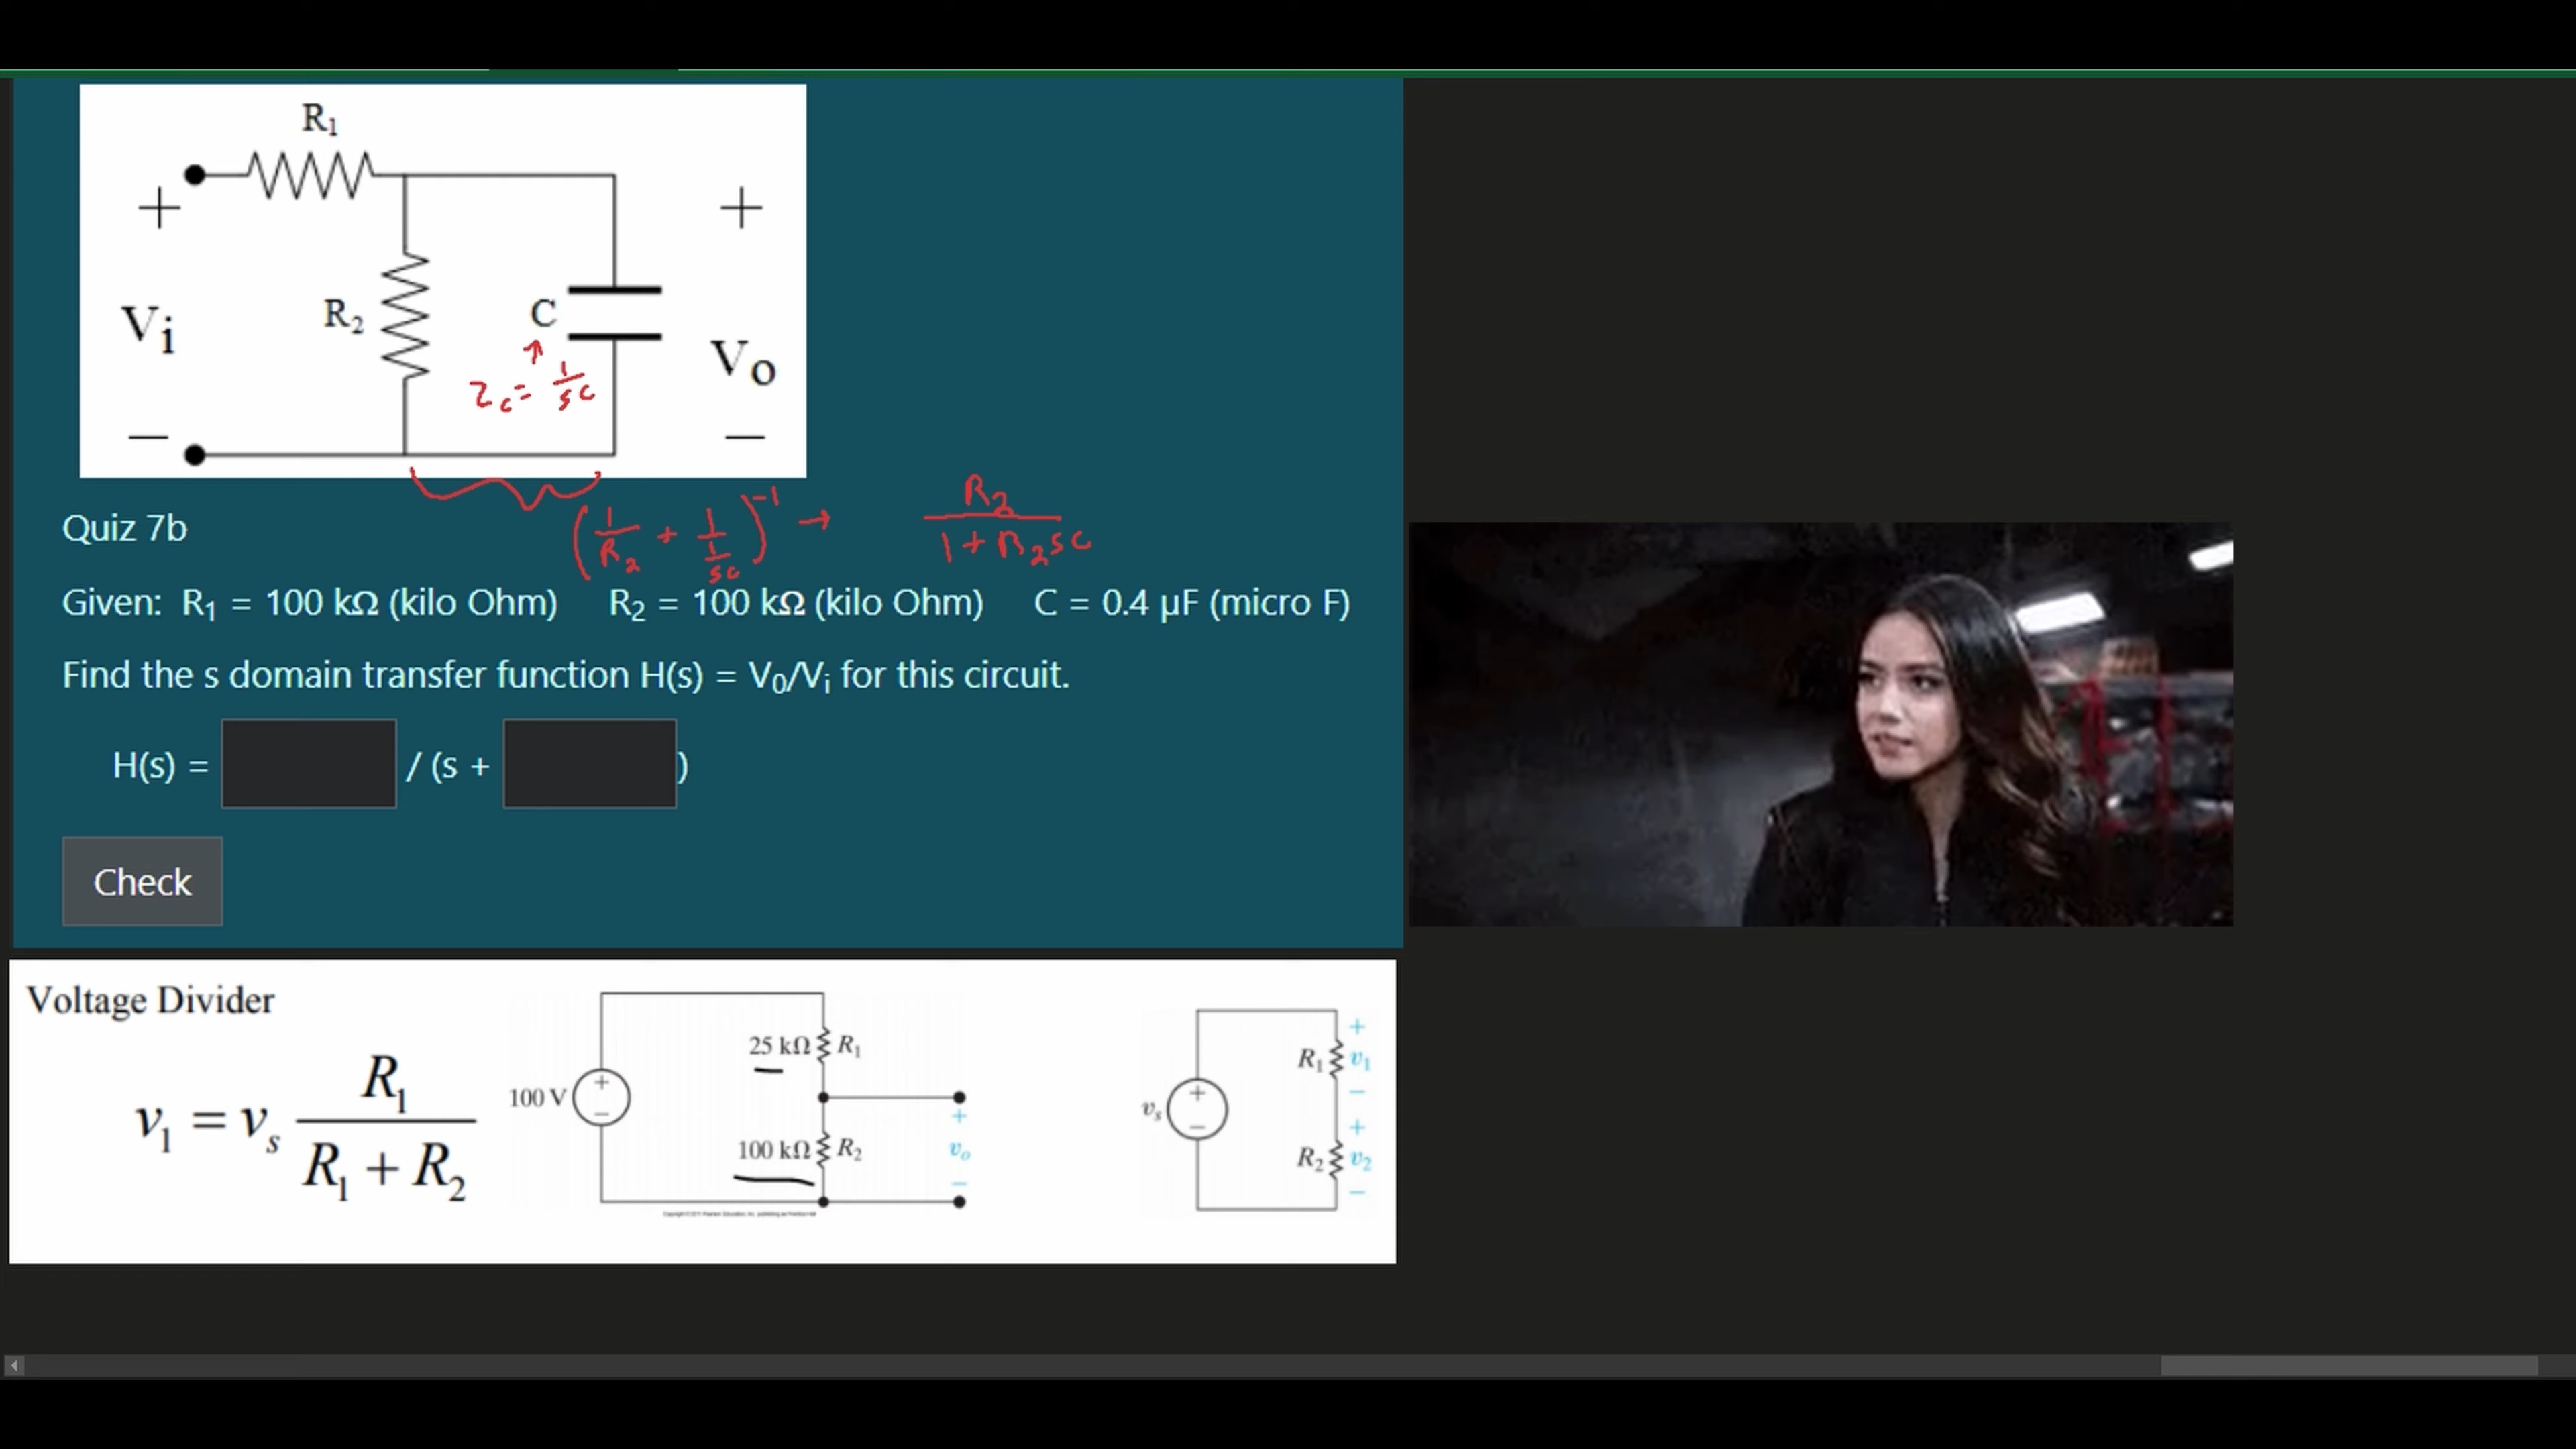 R₁
+
+
Vi
R₂
C
Zc = 1/sc
Vo
−
−
(1/R₂ + 1/(1/sc))⁻¹ → R₂/(1 + R₂sc)
Quiz 7b
Given: R₁ = 100 kΩ (kilo Ohm) R₂ = 100 kΩ (kilo Ohm) C = 0.4 µF (micro F)
Find the s domain transfer function H(s) = V₀/Vᵢ for this circuit.
H(s) = / (s + )
Check
Voltage Divider
v₁ = vₛ R₁/(R₁ + R₂)
100 V
+
−
25 kΩ R₁
100 kΩ R₂
+
vₒ
−
vₛ
+
−
R₁
+
v₁
−
R₂
+
v₂
−